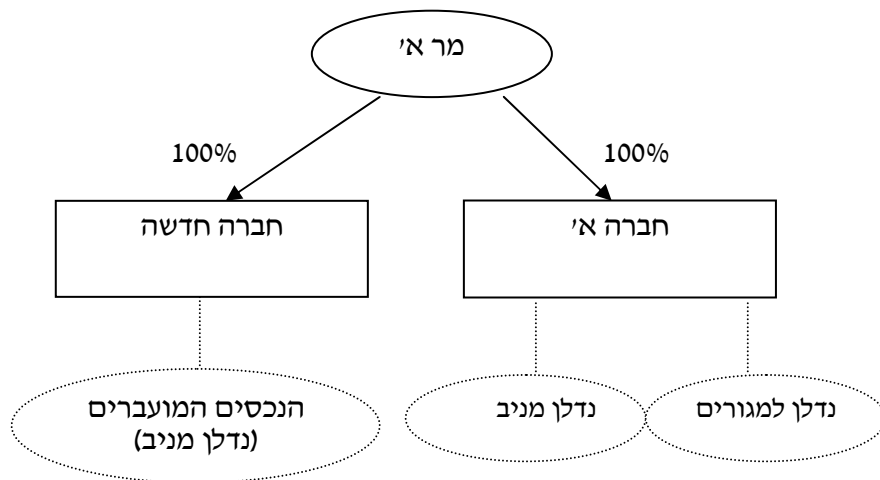 מר א'
100%
100%
חברה א'
חברה חדשה
נדלן למגורים
נדלן מניב
הנכסים המועברים
(נדלן מניב)